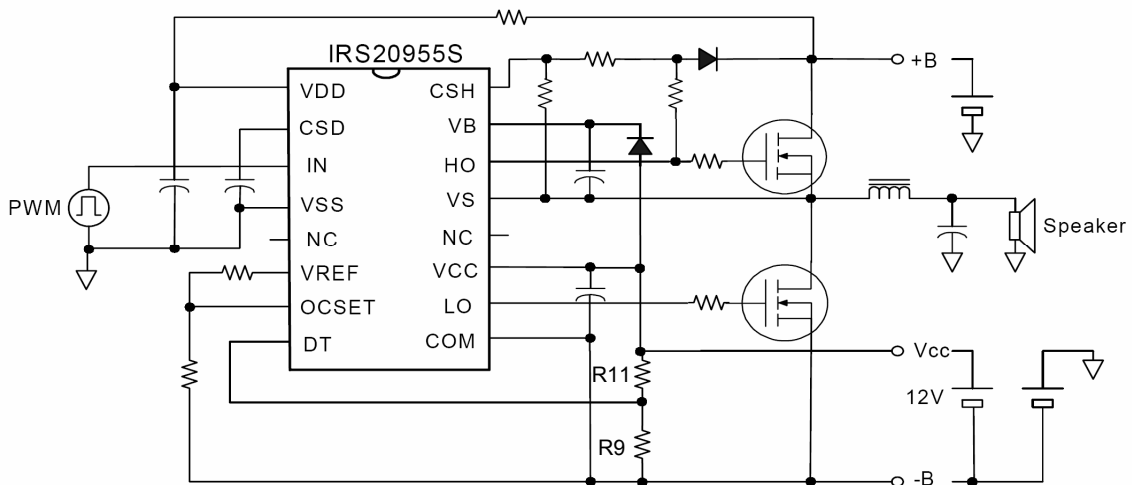 IRS20955S
VDD
CSD
IN
VSS
NC
VREF
OCSET
DT
CSH
VB
HO
VS
NC
VCC
LO
COM
PWM
+B
Speaker
Vcc
R11
12V
R9
-B